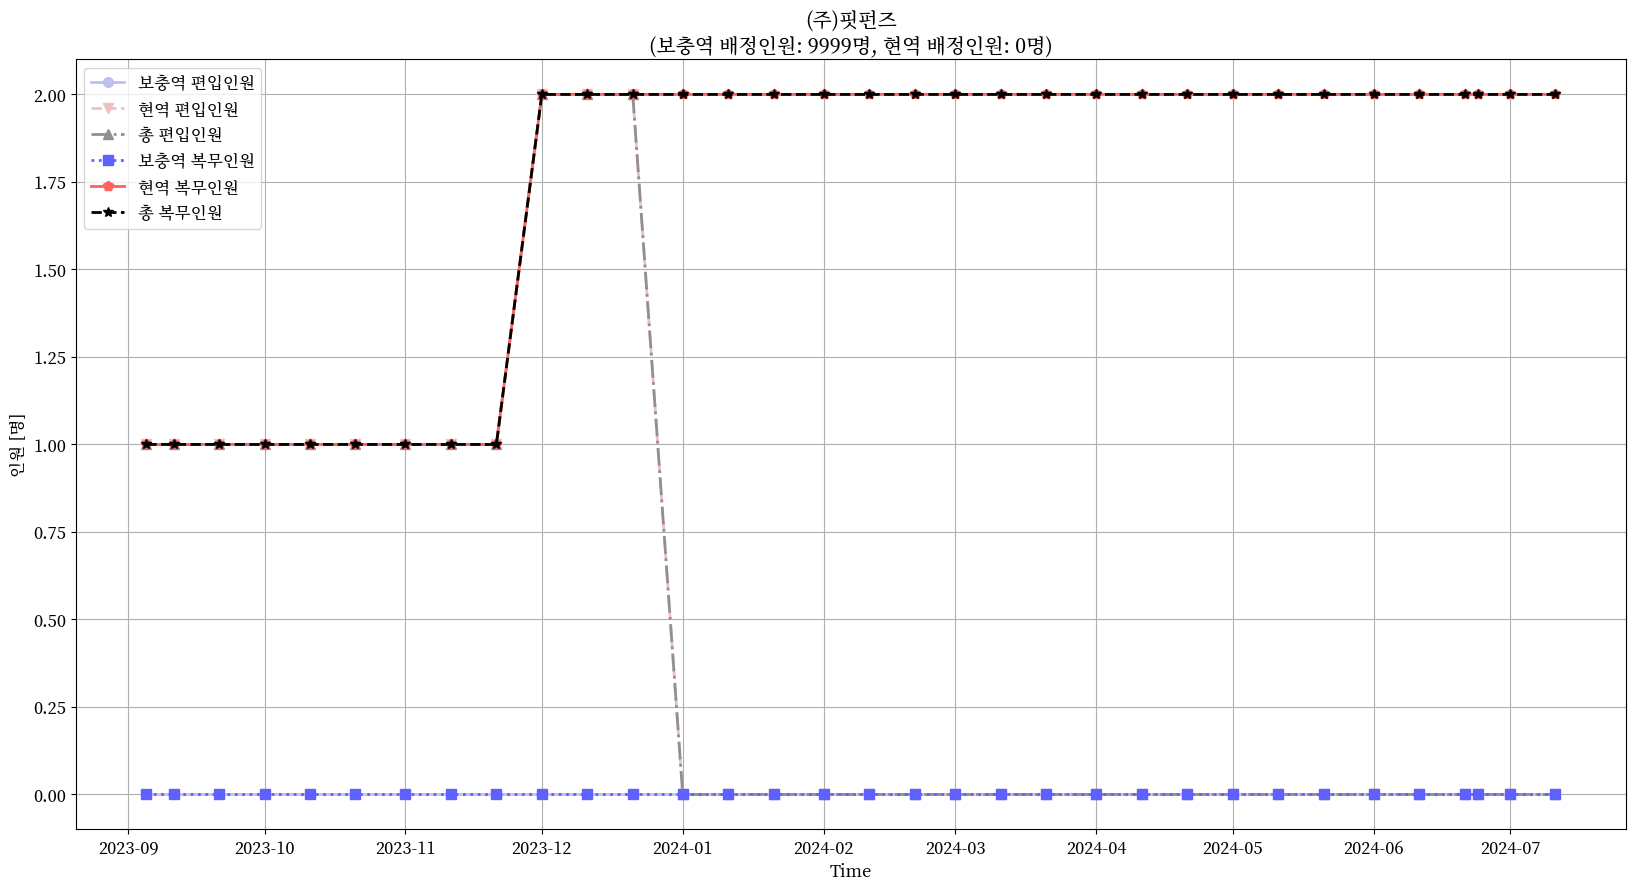 (주)핏펀즈
(보충역 배정인원: 9999명, 현역 배정인원: 0명)
보충역 편입인원
현역 편입인원
총 편입인원
보충역 복무인원
현역 복무인원
총 복무인원
2.00
1.75
1.50
1.25
1.00
0.75
0.50
0.25
0.00
인원 [명]
2023-09 2023-10 2023-11 2023-12 2024-01 2024-02 2024-03 2024-04 2024-05 2024-06 2024-07
Time